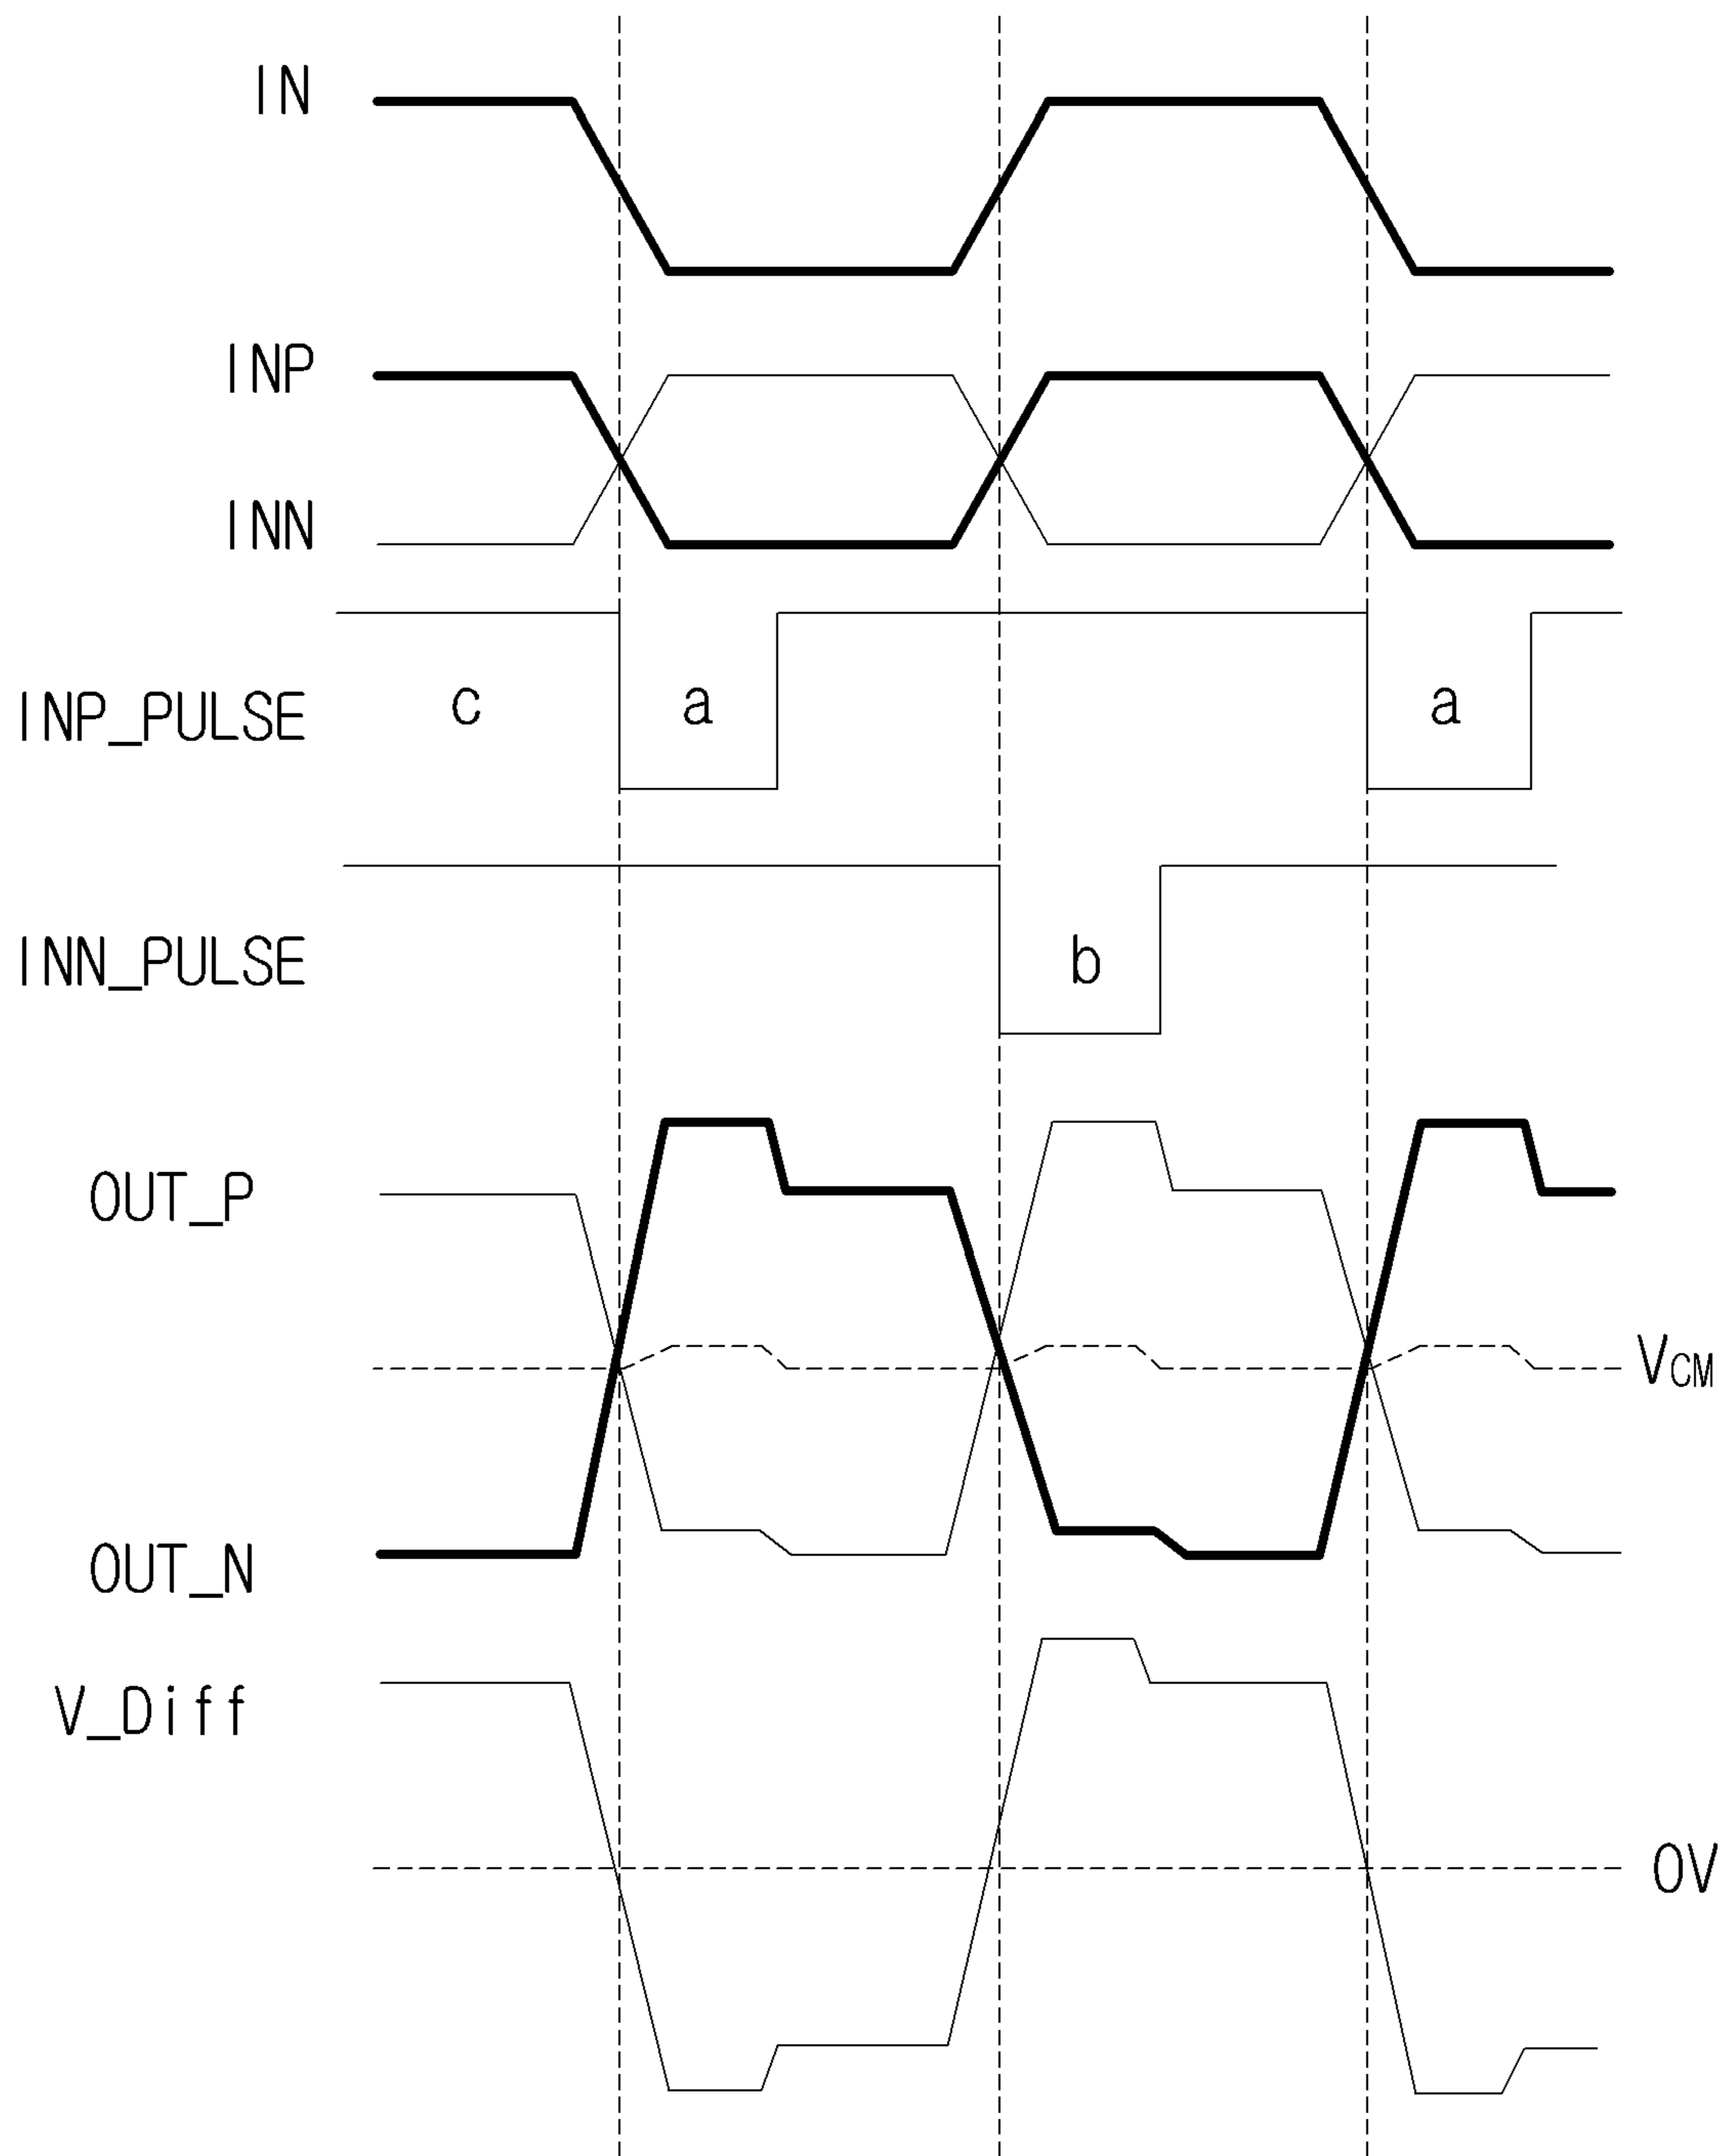 IN
INP
INN
INP_PULSE c a a
INN_PULSE b
OUT_P
VCM
OUT_N
V_Diff
0V